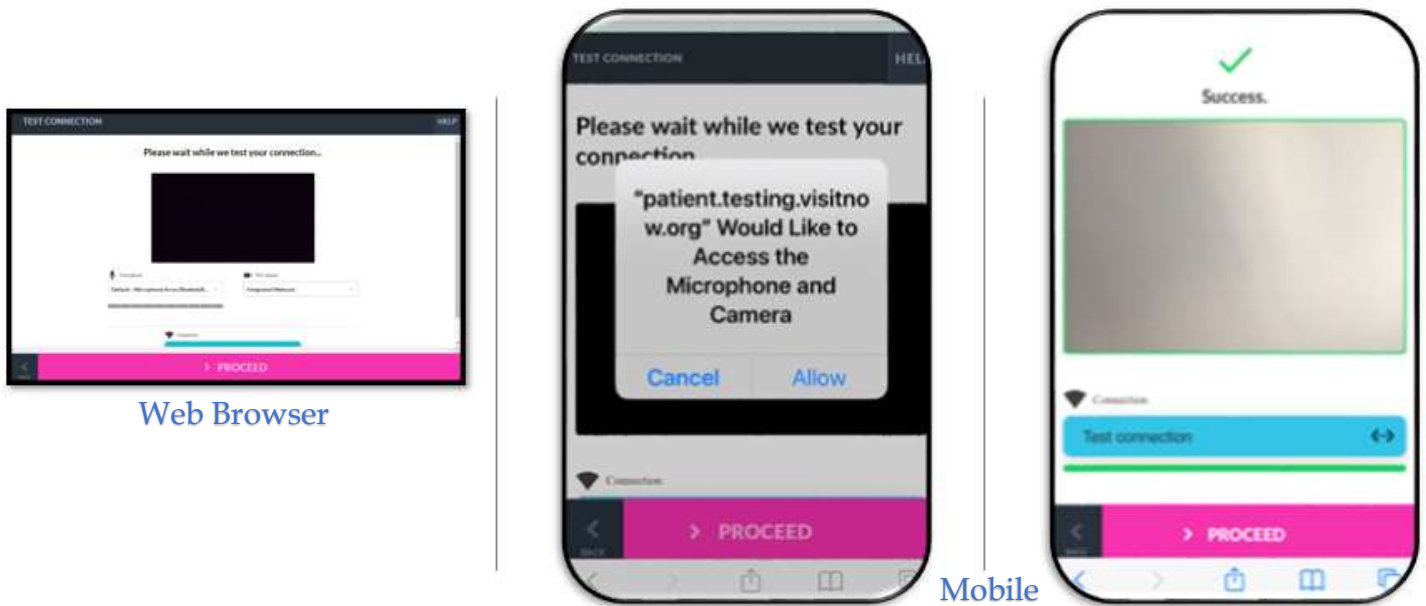 TEST CONNECTION
HELP
Please wait while we test your connection...
PROCEED
Web Browser
TEST CONNECTION
HEL
Please wait while we test your
connection
"patient.testing.visitno
w.org" Would Like to
Access the
Microphone and
Camera
Cancel
Allow
Connection
PROCEED
BACK
Mobile
Success.
Connection
Test connection
PROCEED